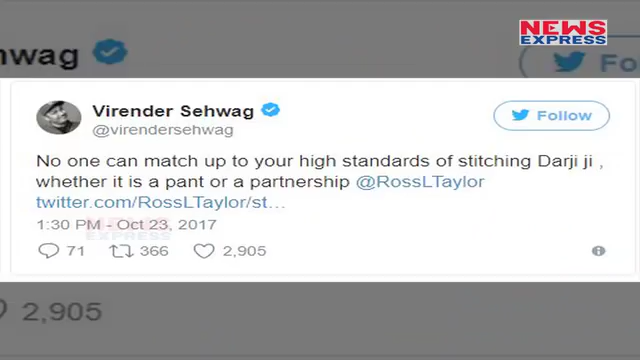 NEWS
EXPRESS
hwag
Fo
Virender Sehwag
@virendersehwag
Follow
No one can match up to your high standards of stitching Darji ji ,
whether it is a pant or a partnership @RossLTaylor
twitter.com/RossLTaylor/st…
1:30 PM - Oct 23, 2017
NEWS
EXPRESS
71 366 2,905
2,905